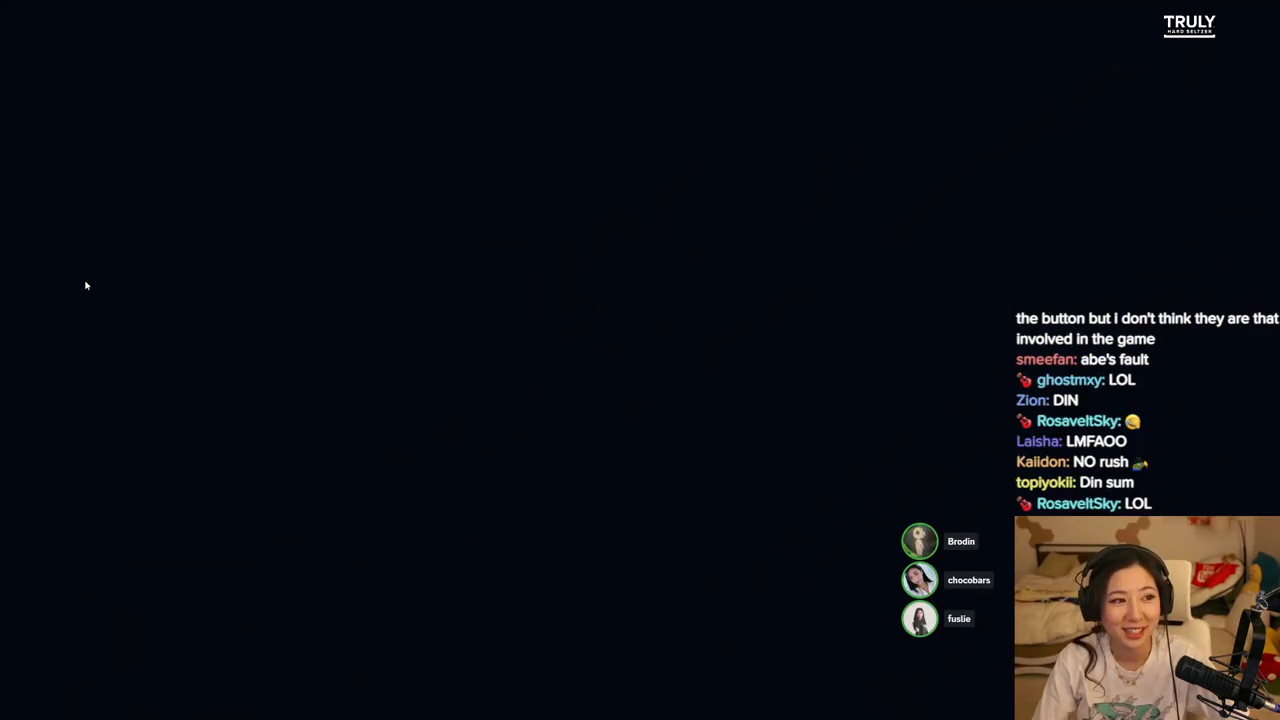 TRULY
HARD SELTZER
the button but i don't think they are that
involved in the game
smeefan: abe's fault
ghostmxy: LOL
Zion: DIN
RosaveltSky:
Laisha: LMFAOO
Kaiidon: NO rush
topiyokii: Din sum
RosaveltSky: LOL
Brodin
chocobars
fuslie